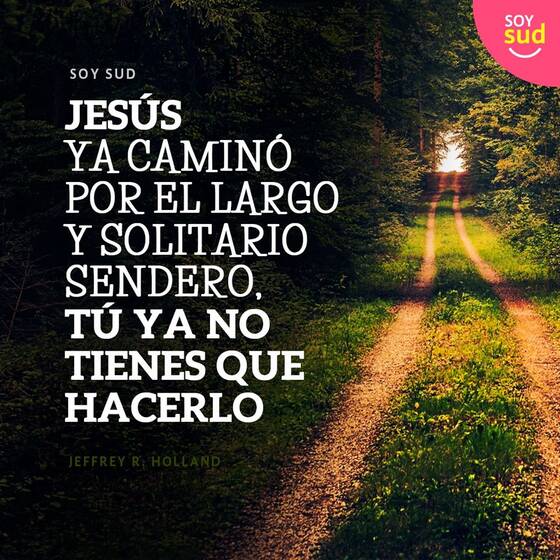 SOY
sud
SOY SUD
JESÚS
YA CAMINÓ
POR EL LARGO
Y SOLITARIO
SENDERO,
TÚ YA NO
TIENES QUE
HACERLO
JEFFREY R. HOLLAND